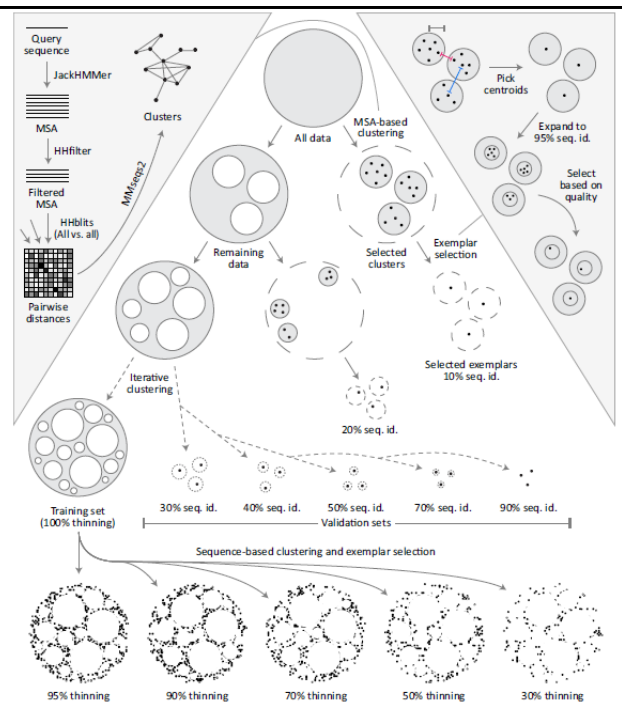 Query
sequence
JackHMMer
MSA
HHfilter
Filtered
MSA
HHblits
(All vs. all)
Pairwise
distances
MMseqs2
Clusters
All data
MSA-based
clustering
Remaining
data
Selected
clusters
Exemplar
selection
Pick
centroids
Expand to
95% seq. id.
Select
based on
quality
Selected exemplars
10% seq. id.
20% seq. id.
Iterative
clustering
Training set
(100% thinning)
30% seq. id.
40% seq. id.
50% seq. id.
70% seq. id.
90% seq. id.
Validation sets
Sequence-based clustering and exemplar selection
95% thinning
90% thinning
70% thinning
50% thinning
30% thinning